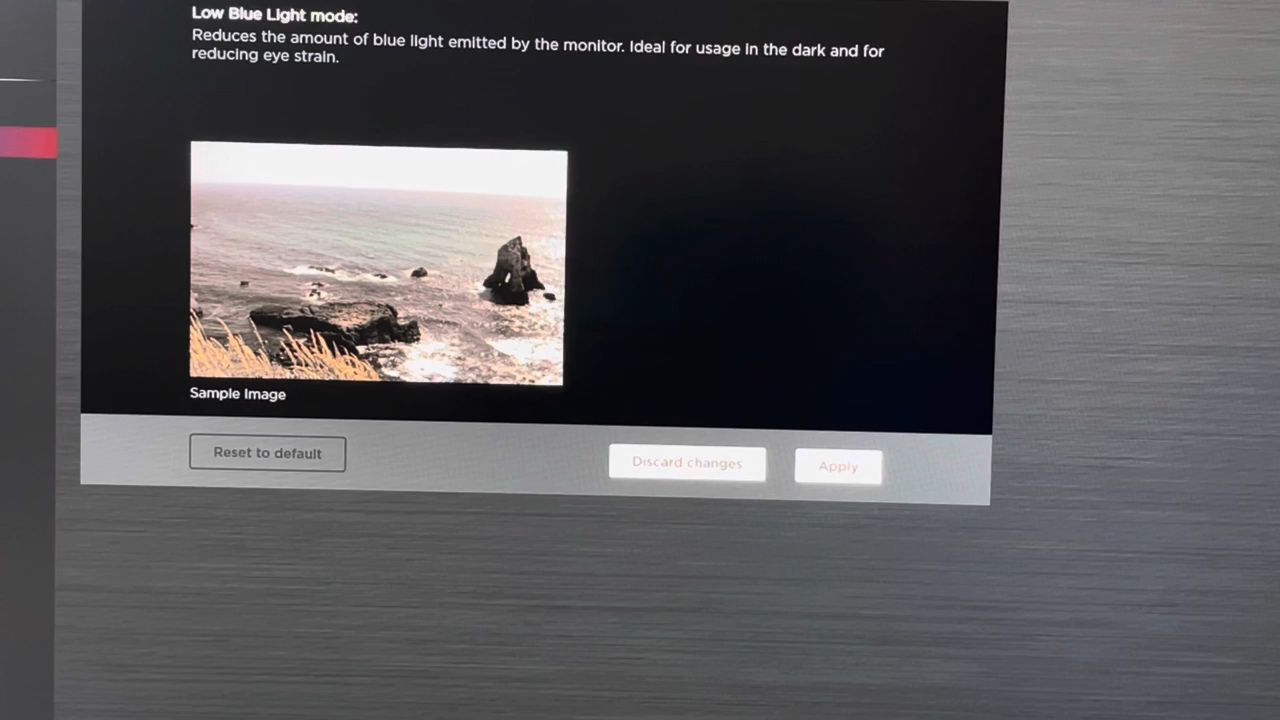 Low Blue Light mode:
Reduces the amount of blue light emitted by the monitor. Ideal for usage in the dark and for
reducing eye strain.
Sample Image
Reset to default
Discard changes
Apply